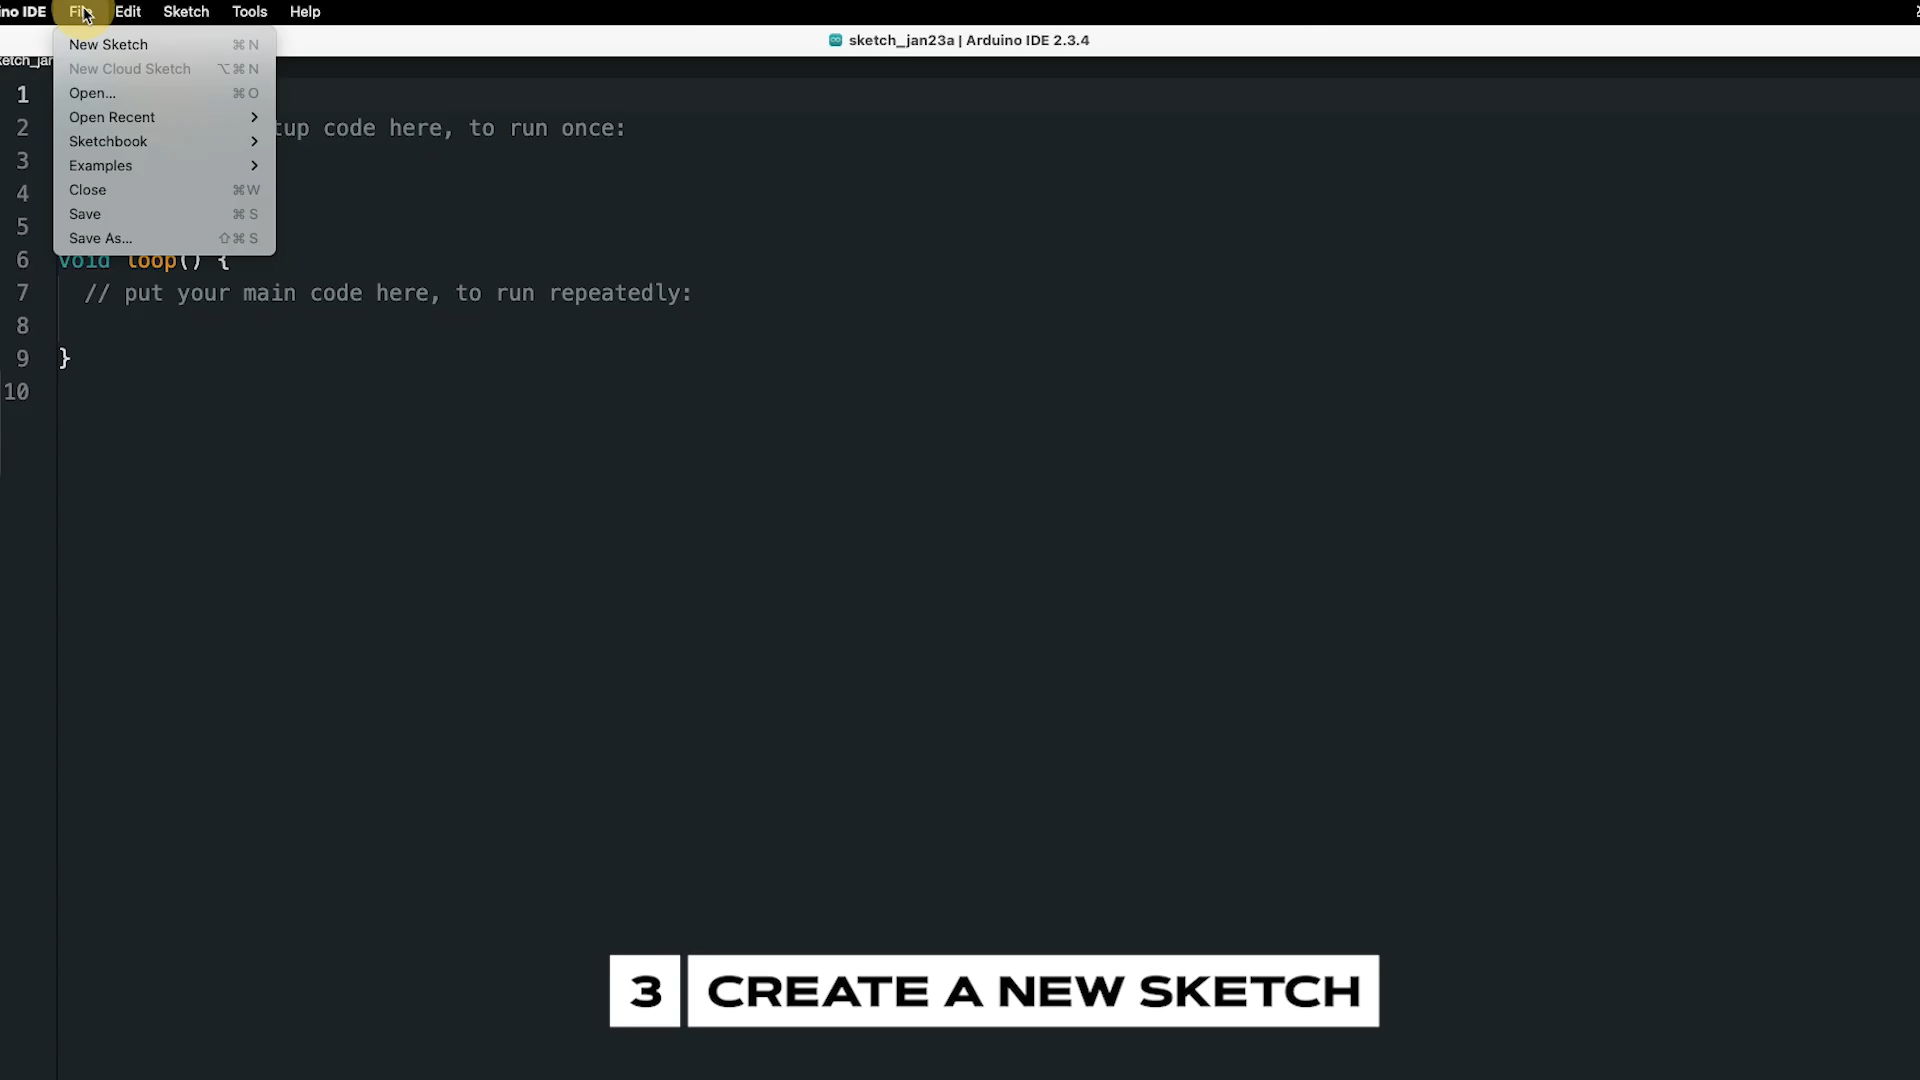 ino IDE File Edit Sketch Tools Help
sketch_jan23a | Arduino IDE 2.3.4
New Sketch ⌘ N
New Cloud Sketch ⌥ ⌘ N
Open... ⌘ O
Open Recent >
Sketchbook >
Examples >
Close ⌘ W
Save ⌘ S
Save As... ⇧ ⌘ S
ketch_jan
1
2 tup code here, to run once:
3
4
5
6 void loop() {
7 // put your main code here, to run repeatedly:
8
9 }
10
3 CREATE A NEW SKETCH